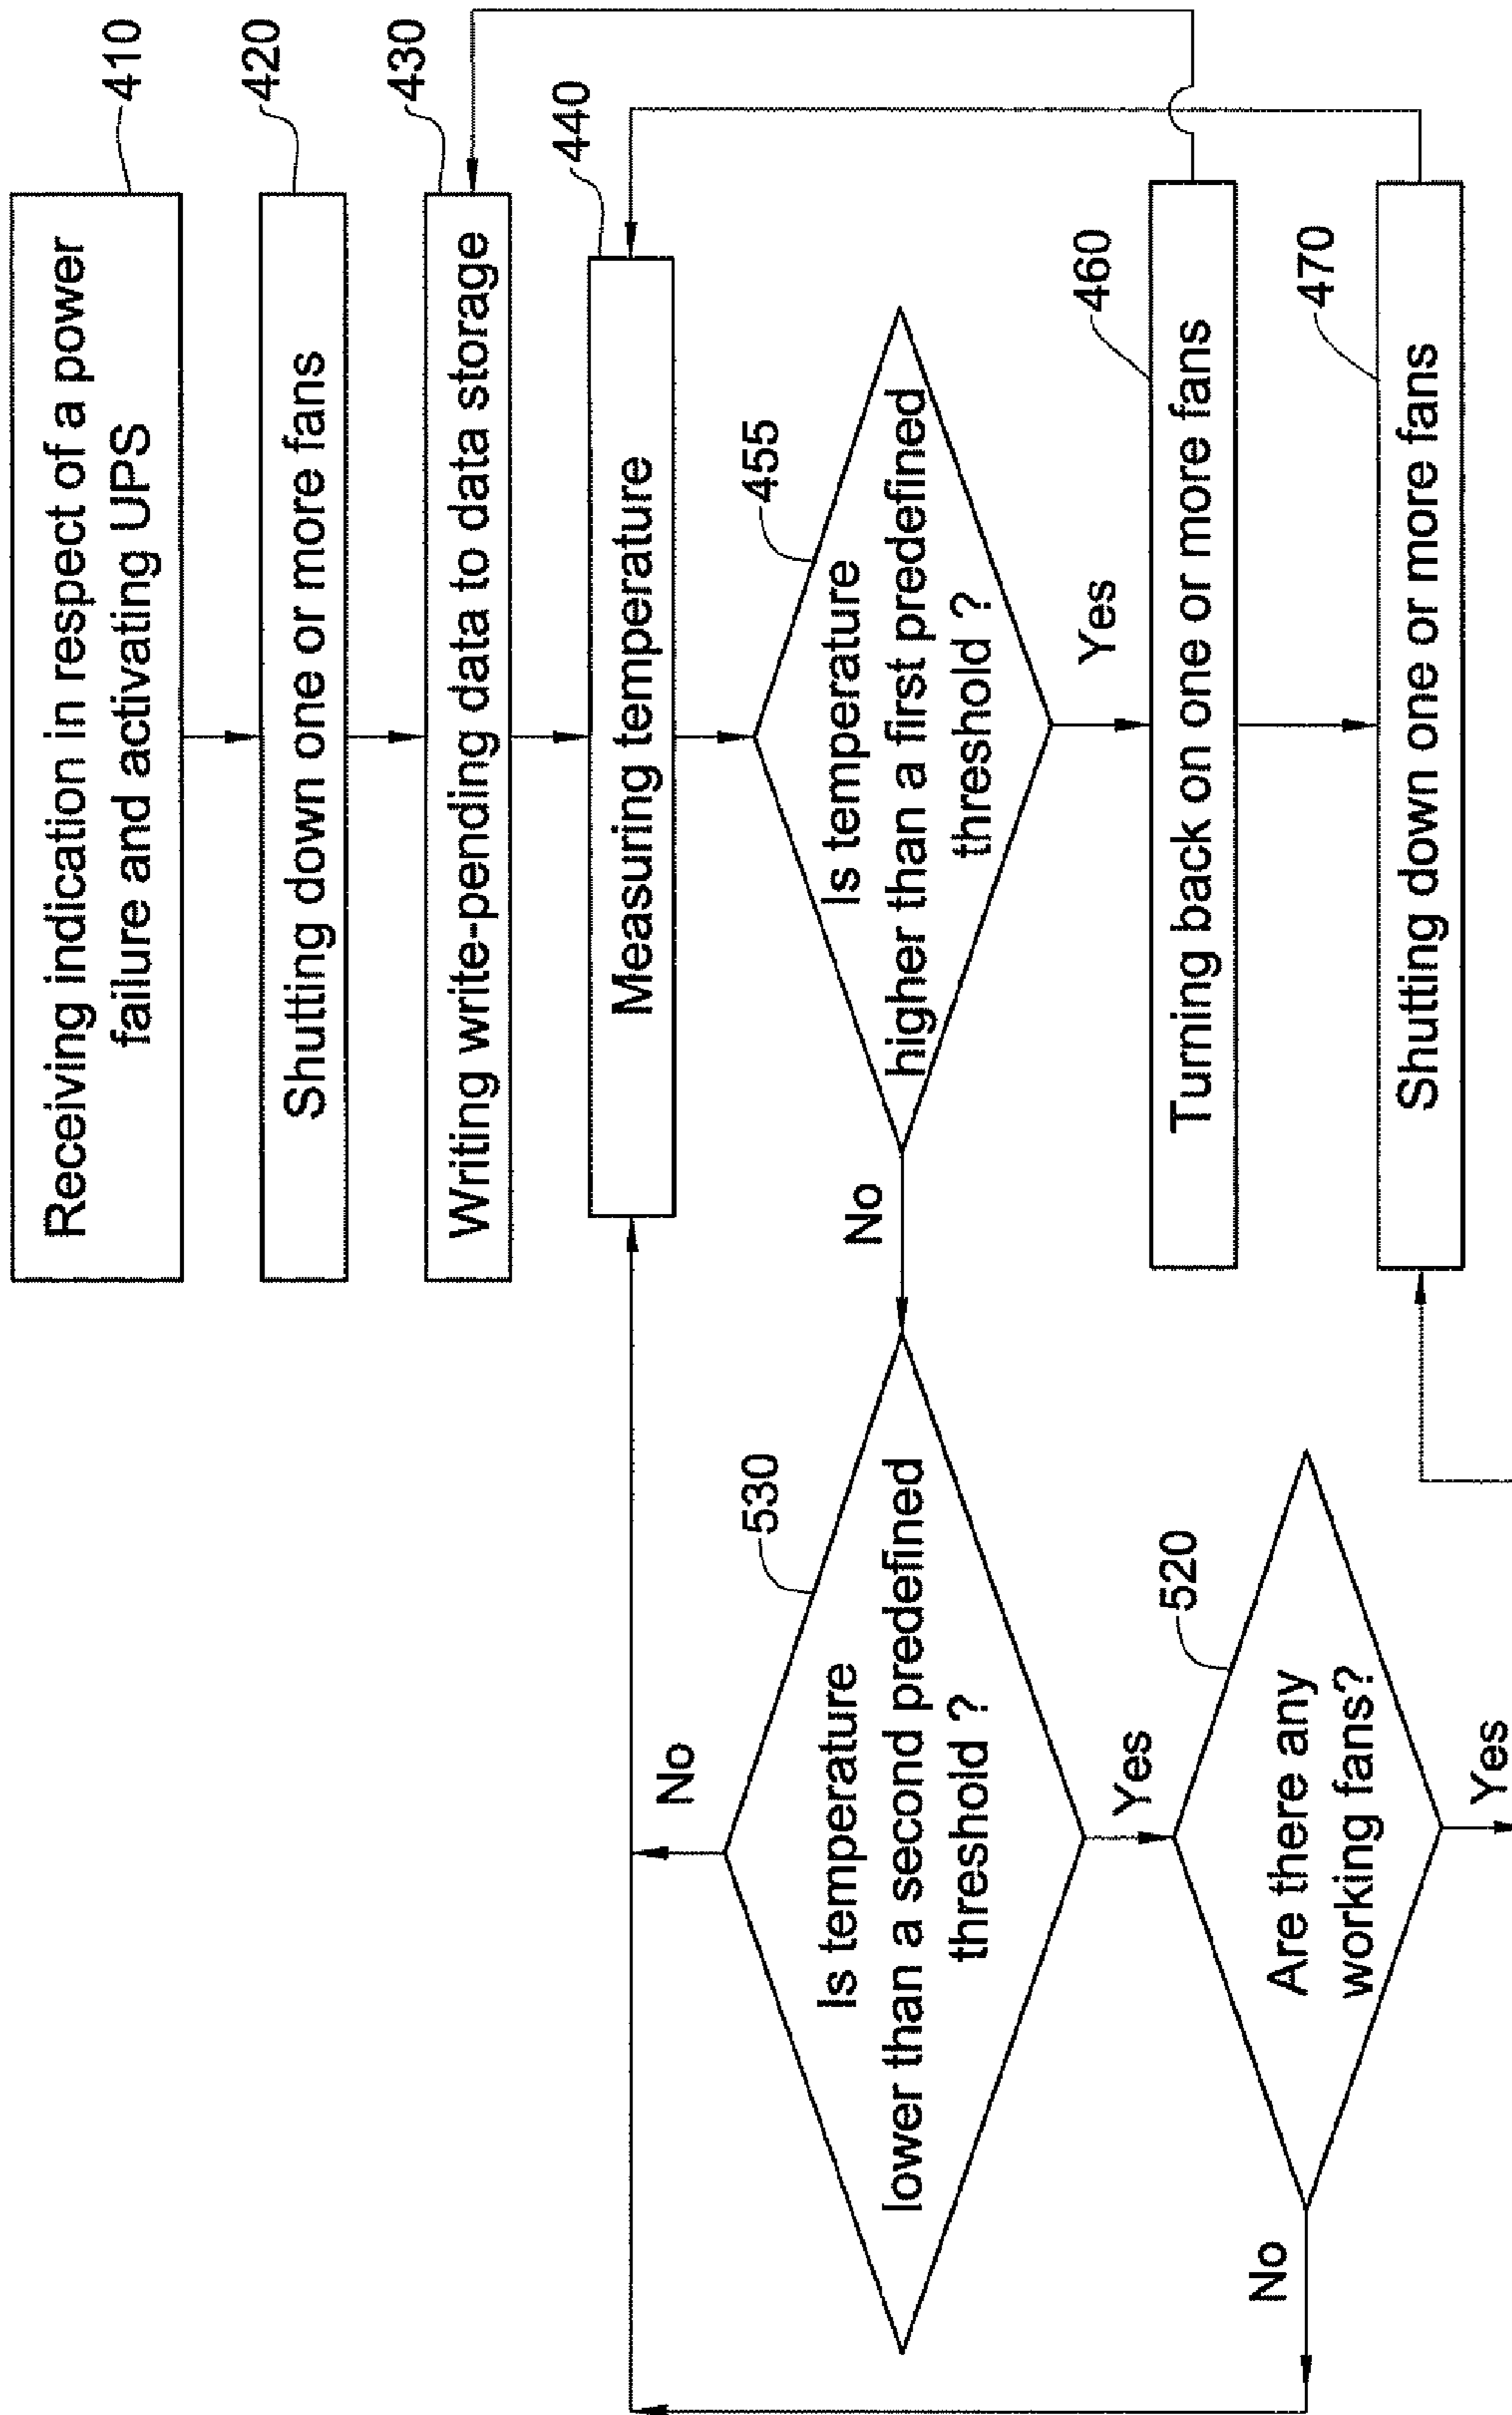 Receiving indication in respect of a power
failure and activating UPS
410
Shutting down one or more fans
420
Writing write-pending data to data storage
430
Measuring temperature
440
Is temperature
higher than a first predefined
threshold ?
455
No
Yes
Is temperature
lower than a second predefined
threshold ?
530
No
Yes
Turning back on one or more fans
460
Are there any
working fans?
520
No
Yes
Shutting down one or more fans
470